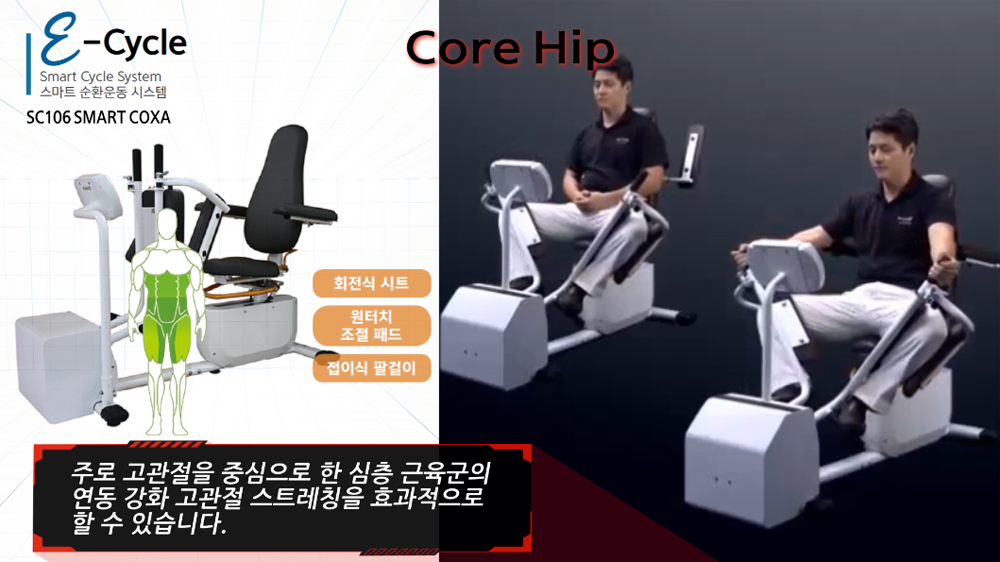 E-Cycle
Smart Cycle System
스마트 순환운동 시스템
SC106 SMART COXA
Core Hip
회전식 시트
원터치
조절 패드
접이식 팔걸이
주로 고관절을 중심으로 한 심층 근육군의
연동 강화 고관절 스트레칭을 효과적으로
할 수 있습니다.